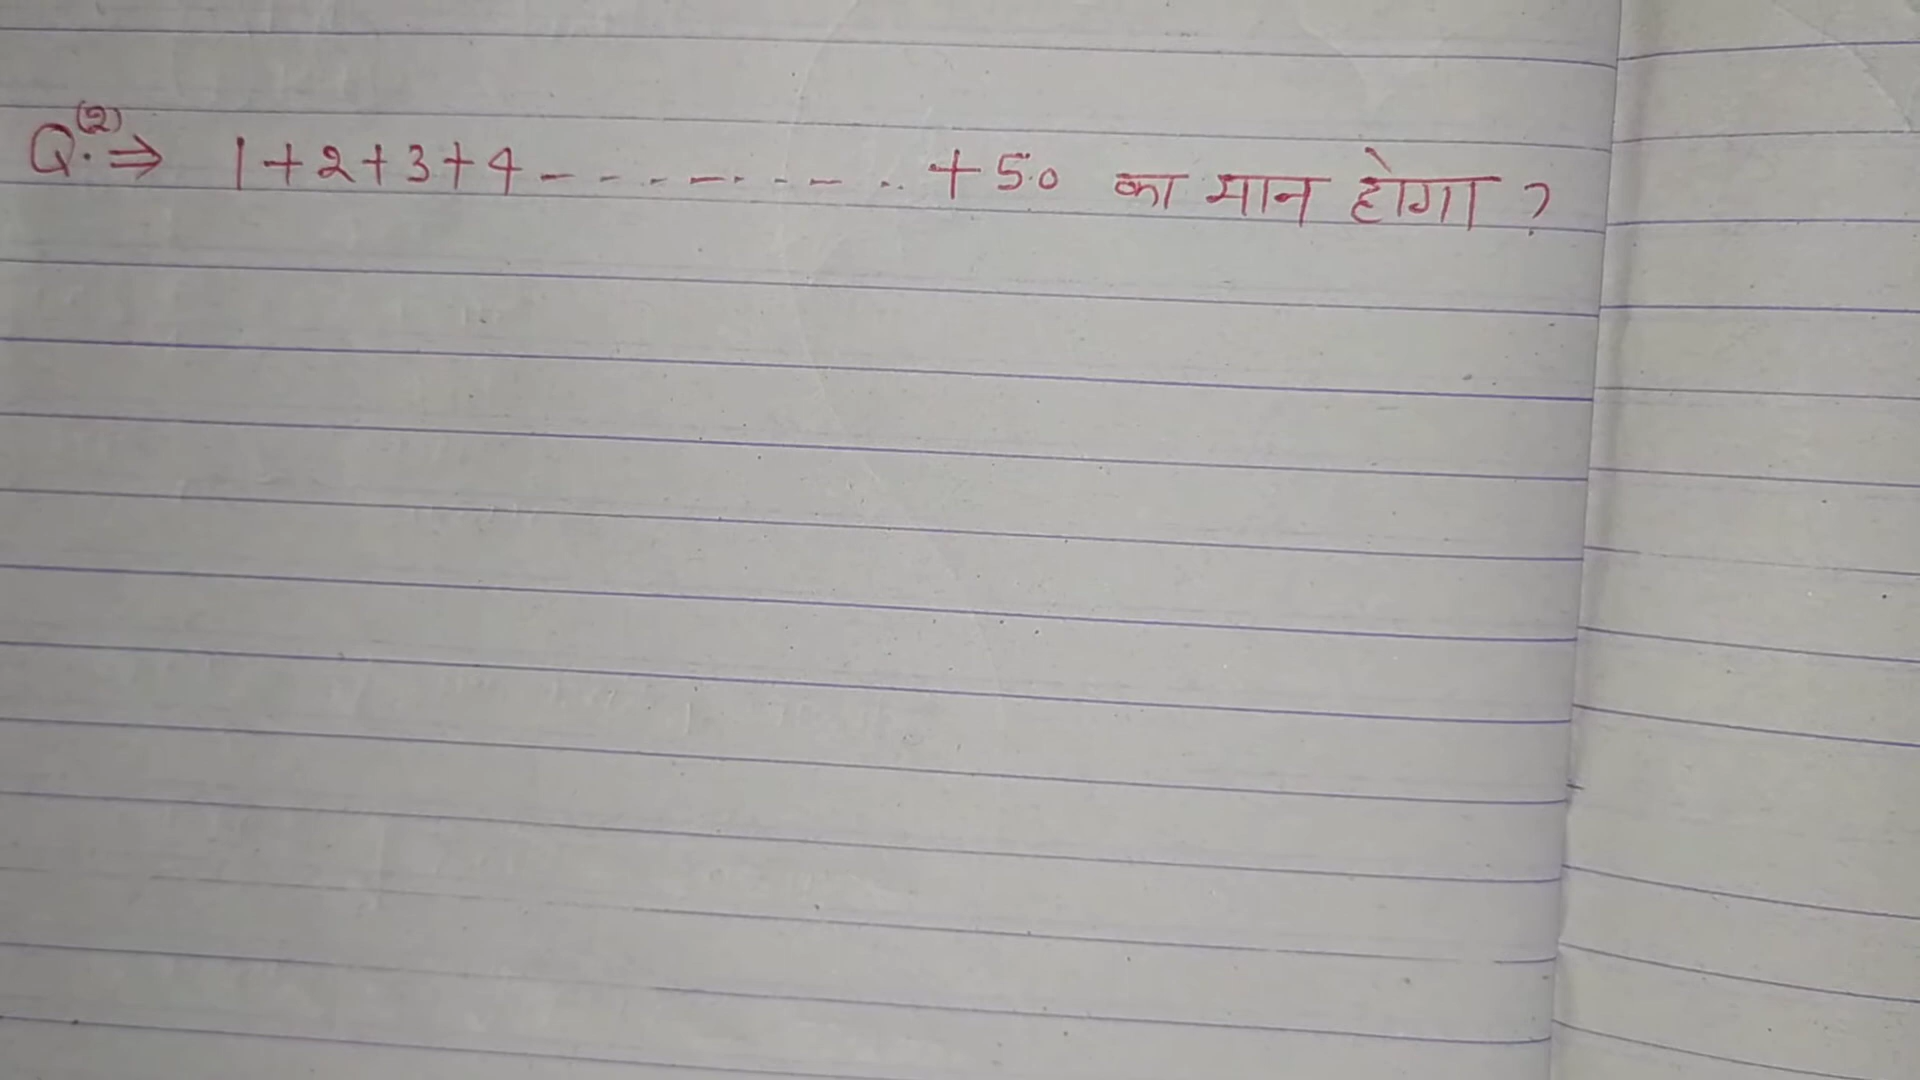 Q.(2)⇒ 1+2+3+4---------..+50 का मान होगा ?